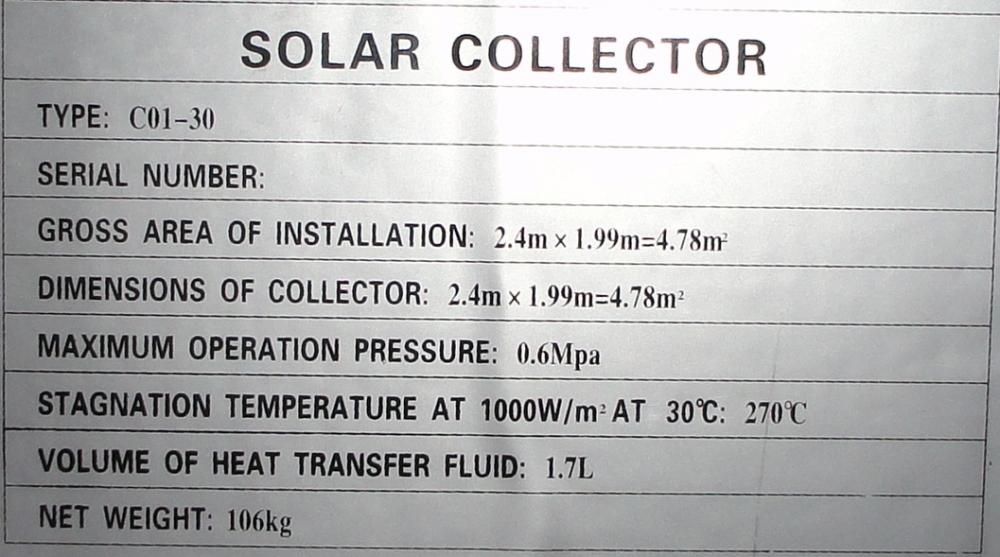 SOLAR COLLECTOR
TYPE: C01-30
SERIAL NUMBER:
GROSS AREA OF INSTALLATION: 2.4m × 1.99m=4.78m²
DIMENSIONS OF COLLECTOR: 2.4m × 1.99m=4.78m²
MAXIMUM OPERATION PRESSURE: 0.6Mpa
STAGNATION TEMPERATURE AT 1000W/m² AT 30℃: 270℃
VOLUME OF HEAT TRANSFER FLUID: 1.7L
NET WEIGHT: 106kg